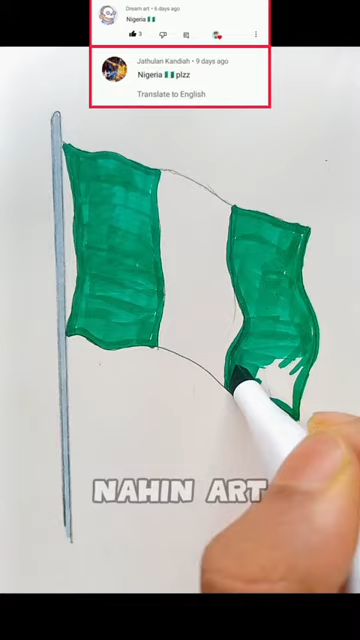 Dream art • 6 days ago
Nigeria 🇳🇬
3
Jathulan Kandiah • 9 days ago
Nigeria 🇳🇬 plzz
Translate to English
NAHIN ART